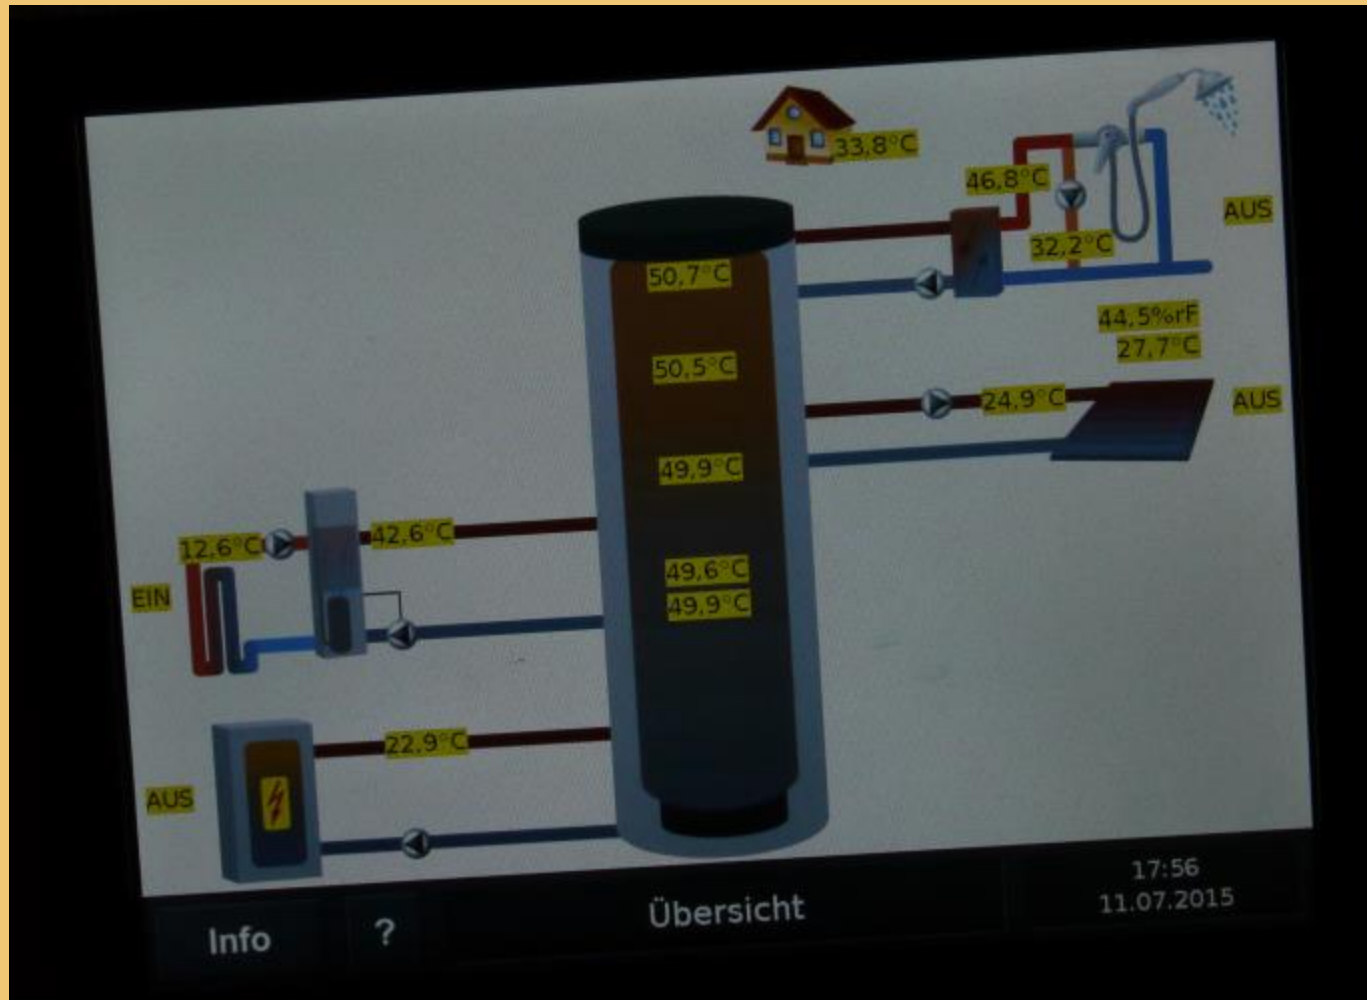 33,8°C
46,8°C
AUS
32,2°C
50,7°C
44,5%rF
27,7°C
50,5°C
24,9°C
AUS
49,9°C
12,6°C
42,6°C
EIN
49,6°C
49,9°C
22,9°C
AUS
Info
?
Übersicht
17:56
11.07.2015